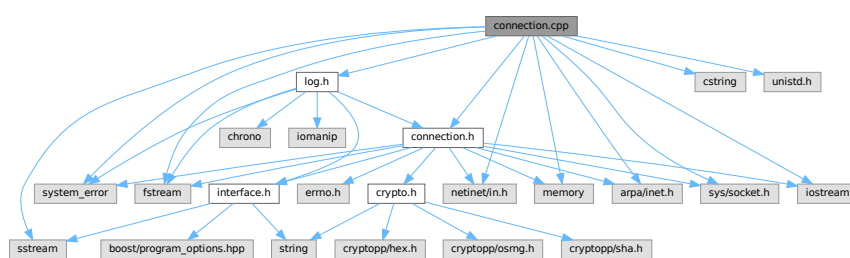 connection.cpp
log.h
cstring
unistd.h
chrono
iomanip
connection.h
system_error
fstream
interface.h
errno.h
crypto.h
netinet/in.h
memory
arpa/inet.h
sys/socket.h
iostream
sstream
boost/program_options.hpp
string
cryptopp/hex.h
cryptopp/osrng.h
cryptopp/sha.h